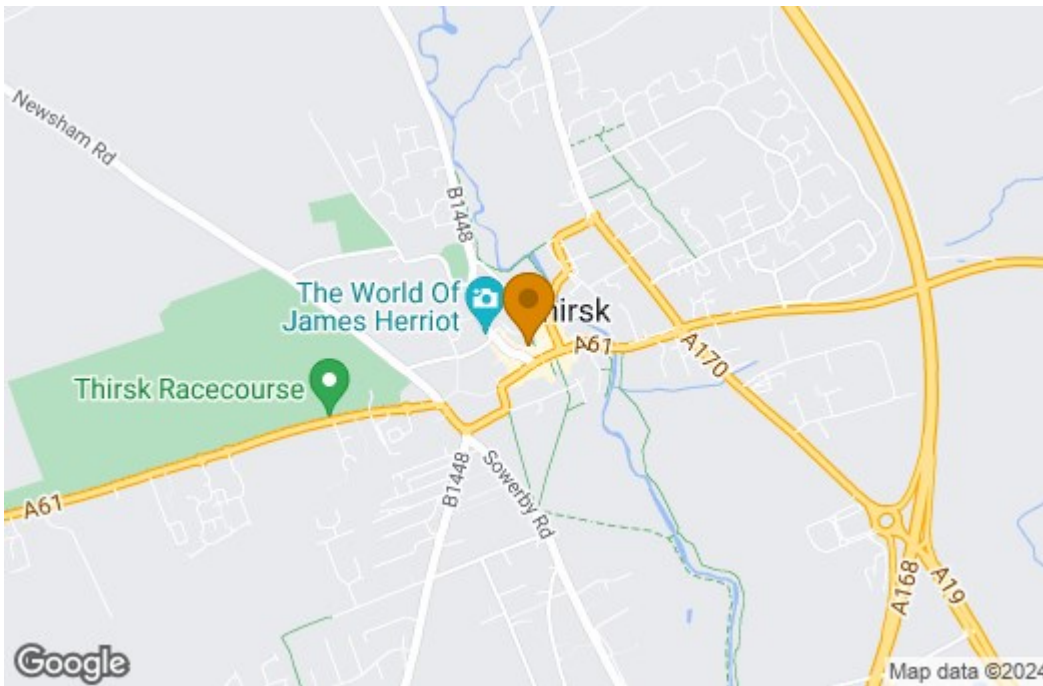 Newsham Rd
B1448
The World Of
James Herriot
hirsk
A61
A170
Thirsk Racecourse
A61
B1448
Sowerby Rd
A168
A19
Google
Map data ©2024